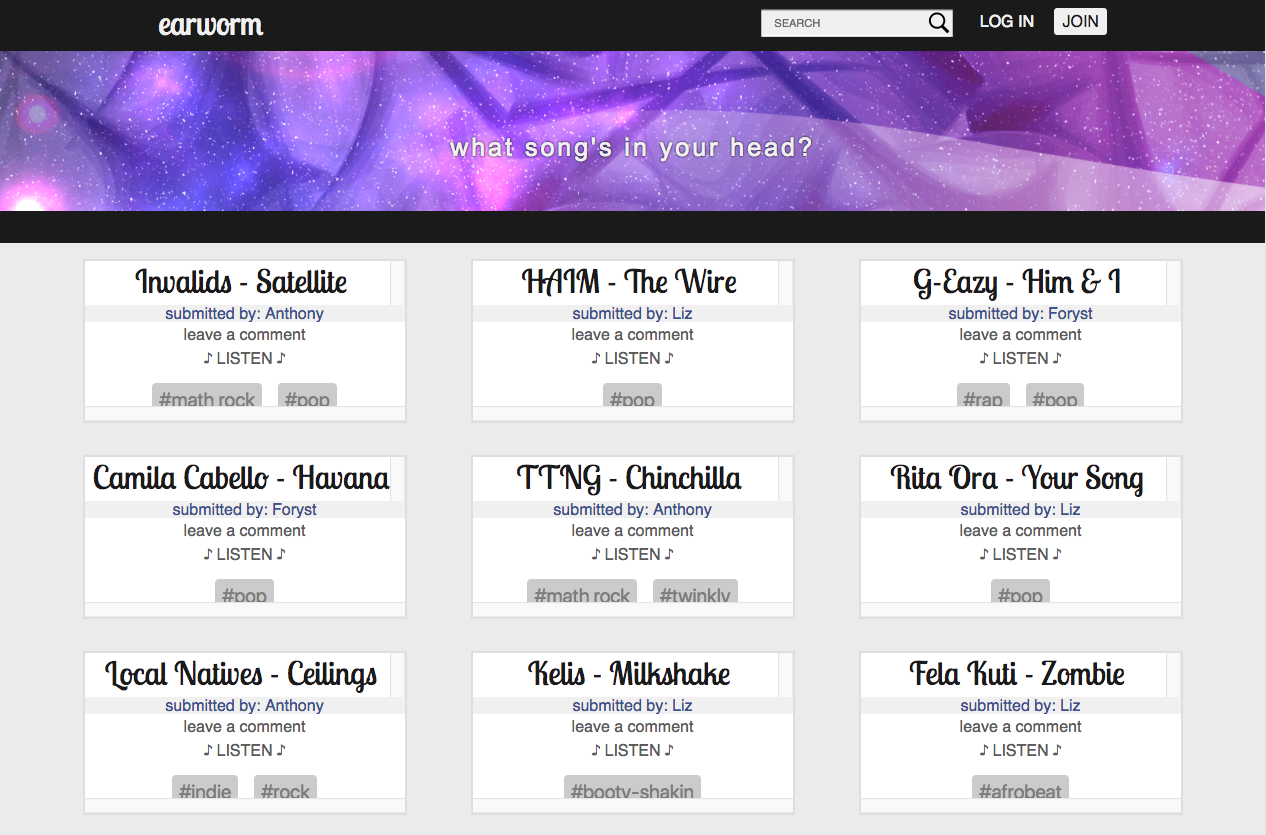 earworm
SEARCH
LOG IN
JOIN
what song's in your head?
Invalids - Satellite
submitted by: Anthony
leave a comment
♪ LISTEN ♪
#math rock #pop
HAIM - The Wire
submitted by: Liz
leave a comment
♪ LISTEN ♪
#pop
G-Eazy - Him & I
submitted by: Foryst
leave a comment
♪ LISTEN ♪
#rap #pop
Camila Cabello - Havana
submitted by: Foryst
leave a comment
♪ LISTEN ♪
#pop
TTNG - Chinchilla
submitted by: Anthony
leave a comment
♪ LISTEN ♪
#math rock #twinkly
Rita Ora - Your Song
submitted by: Liz
leave a comment
♪ LISTEN ♪
#pop
Local Natives - Ceilings
submitted by: Anthony
leave a comment
♪ LISTEN ♪
#indie #rock
Kelis - Milkshake
submitted by: Liz
leave a comment
♪ LISTEN ♪
#booty-shakin
Fela Kuti - Zombie
submitted by: Liz
leave a comment
♪ LISTEN ♪
#afrobeat